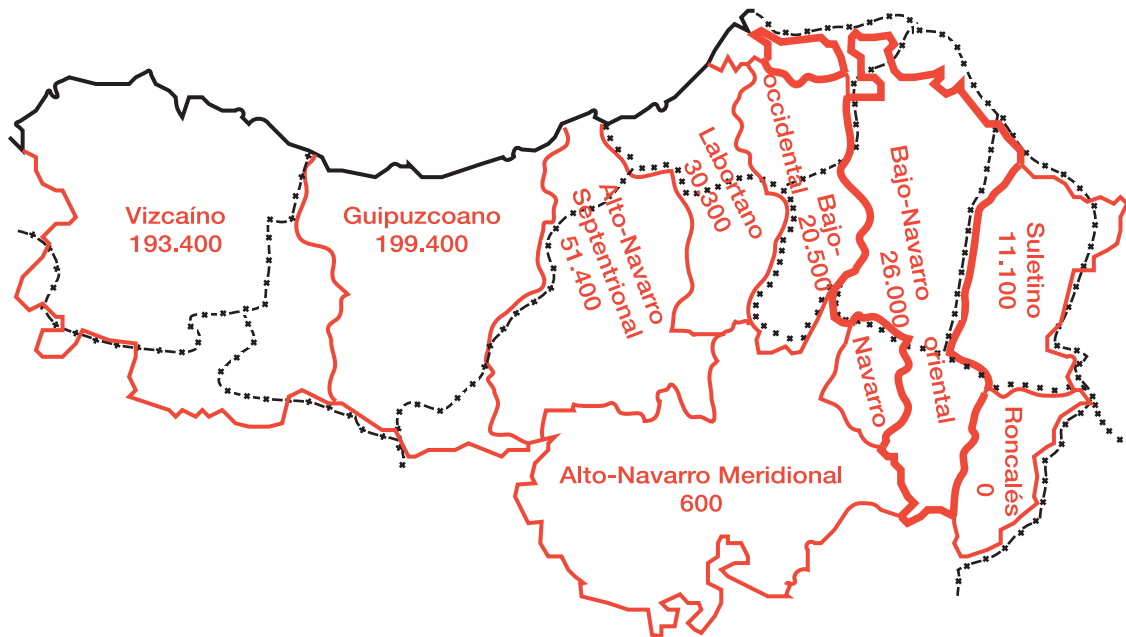 Vizcaíno
193.400
Guipuzcoano
199.400
Alto-Navarro
Septentrional
51.400
Labortano
30.300
occidental
Bajo-
20.500
Navarro
Bajo-Navarro
26.000
oriental
Suletino
11.100
Roncalés
0
Alto-Navarro Meridional
600